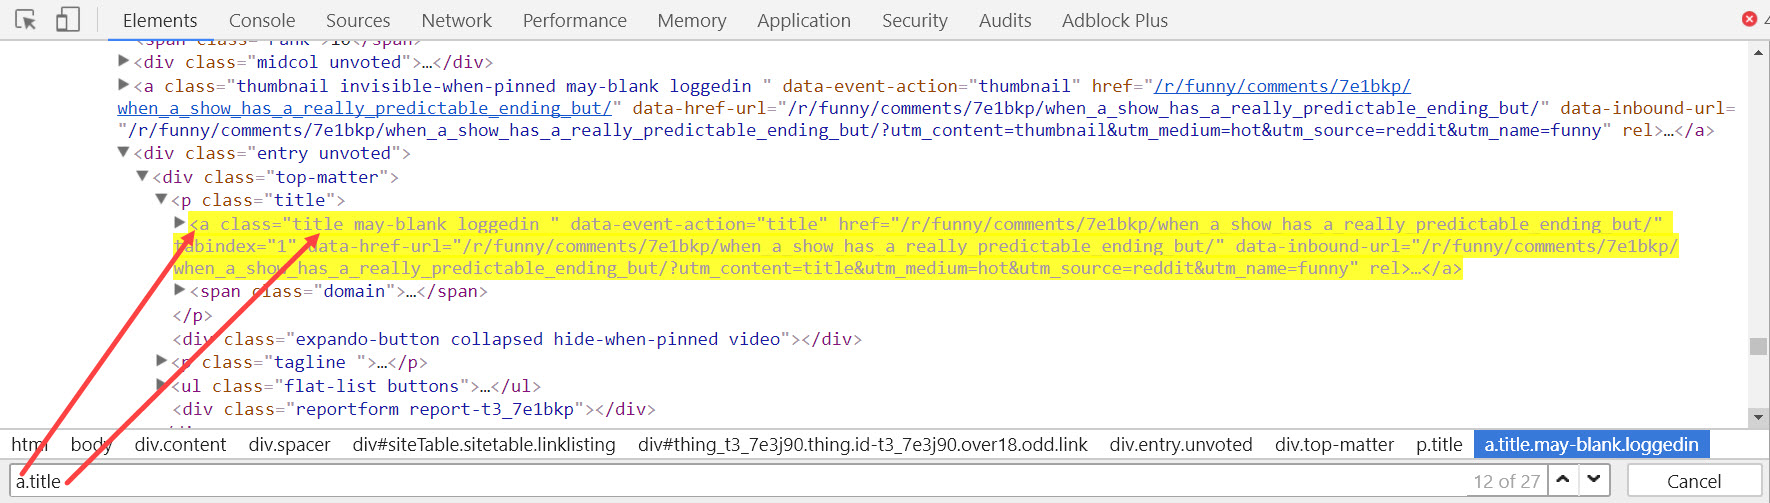 Elements Console Sources Network Performance Memory Application Security Audits Adblock Plus
<span class="rank">16</span>
▶<div class="midcol unvoted">…</div>
▶<a class="thumbnail invisible-when-pinned may-blank loggedin " data-event-action="thumbnail" href="/r/funny/comments/7e1bkp/
when_a_show_has_a_really_predictable_ending_but/" data-href-url="/r/funny/comments/7e1bkp/when_a_show_has_a_really_predictable_ending_but/" data-inbound-url=
"/r/funny/comments/7e1bkp/when_a_show_has_a_really_predictable_ending_but/?utm_content=thumbnail&utm_medium=hot&utm_source=reddit&utm_name=funny" rel>…</a>
▼<div class="entry unvoted">
▼<div class="top-matter">
▼<p class="title">
▶<a class="title may-blank loggedin " data-event-action="title" href="/r/funny/comments/7e1bkp/when_a_show_has_a_really_predictable_ending_but/"
tabindex="1" data-href-url="/r/funny/comments/7e1bkp/when_a_show_has_a_really_predictable_ending_but/" data-inbound-url="/r/funny/comments/7e1bkp/
when_a_show_has_a_really_predictable_ending_but/?utm_content=title&utm_medium=hot&utm_source=reddit&utm_name=funny" rel>…</a>
▶<span class="domain">…</span>
</p>
<div class="expando-button collapsed hide-when-pinned video"></div>
▶<p class="tagline ">…</p>
▶<ul class="flat-list buttons">…</ul>
<div class="reportform report-t3_7e1bkp"></div>
html body div.content div.spacer div#siteTable.sitetable.linklisting div#thing_t3_7e3j90.thing.id-t3_7e3j90.over18.odd.link div.entry.unvoted div.top-matter p.title a.title.may-blank.loggedin
a.title 12 of 27 Cancel